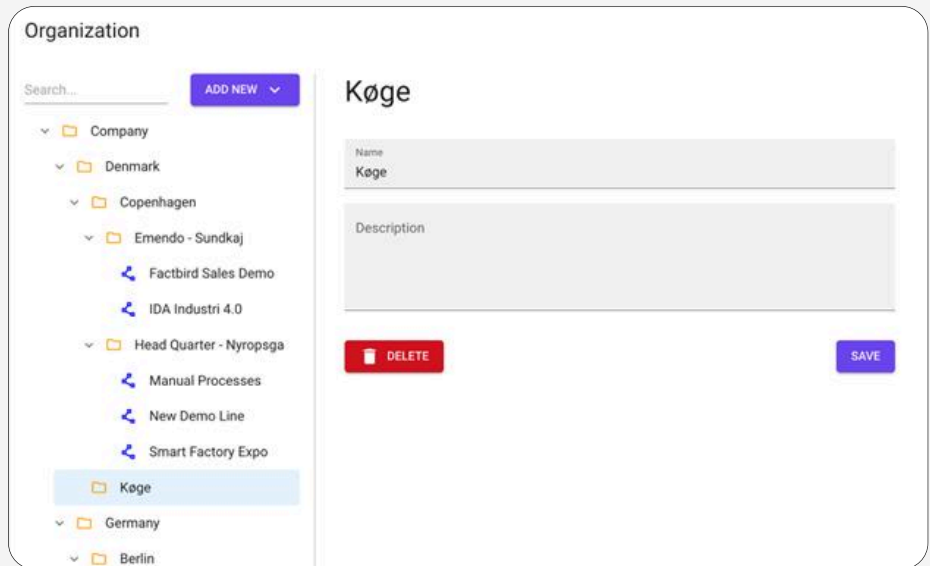 Organization
Search...
ADD NEW
Company
Denmark
Copenhagen
Emendo - Sundkaj
Factbird Sales Demo
IDA Industri 4.0
Head Quarter - Nyropsga
Manual Processes
New Demo Line
Smart Factory Expo
Køge
Germany
Berlin
Køge
Name
Køge
Description
DELETE
SAVE